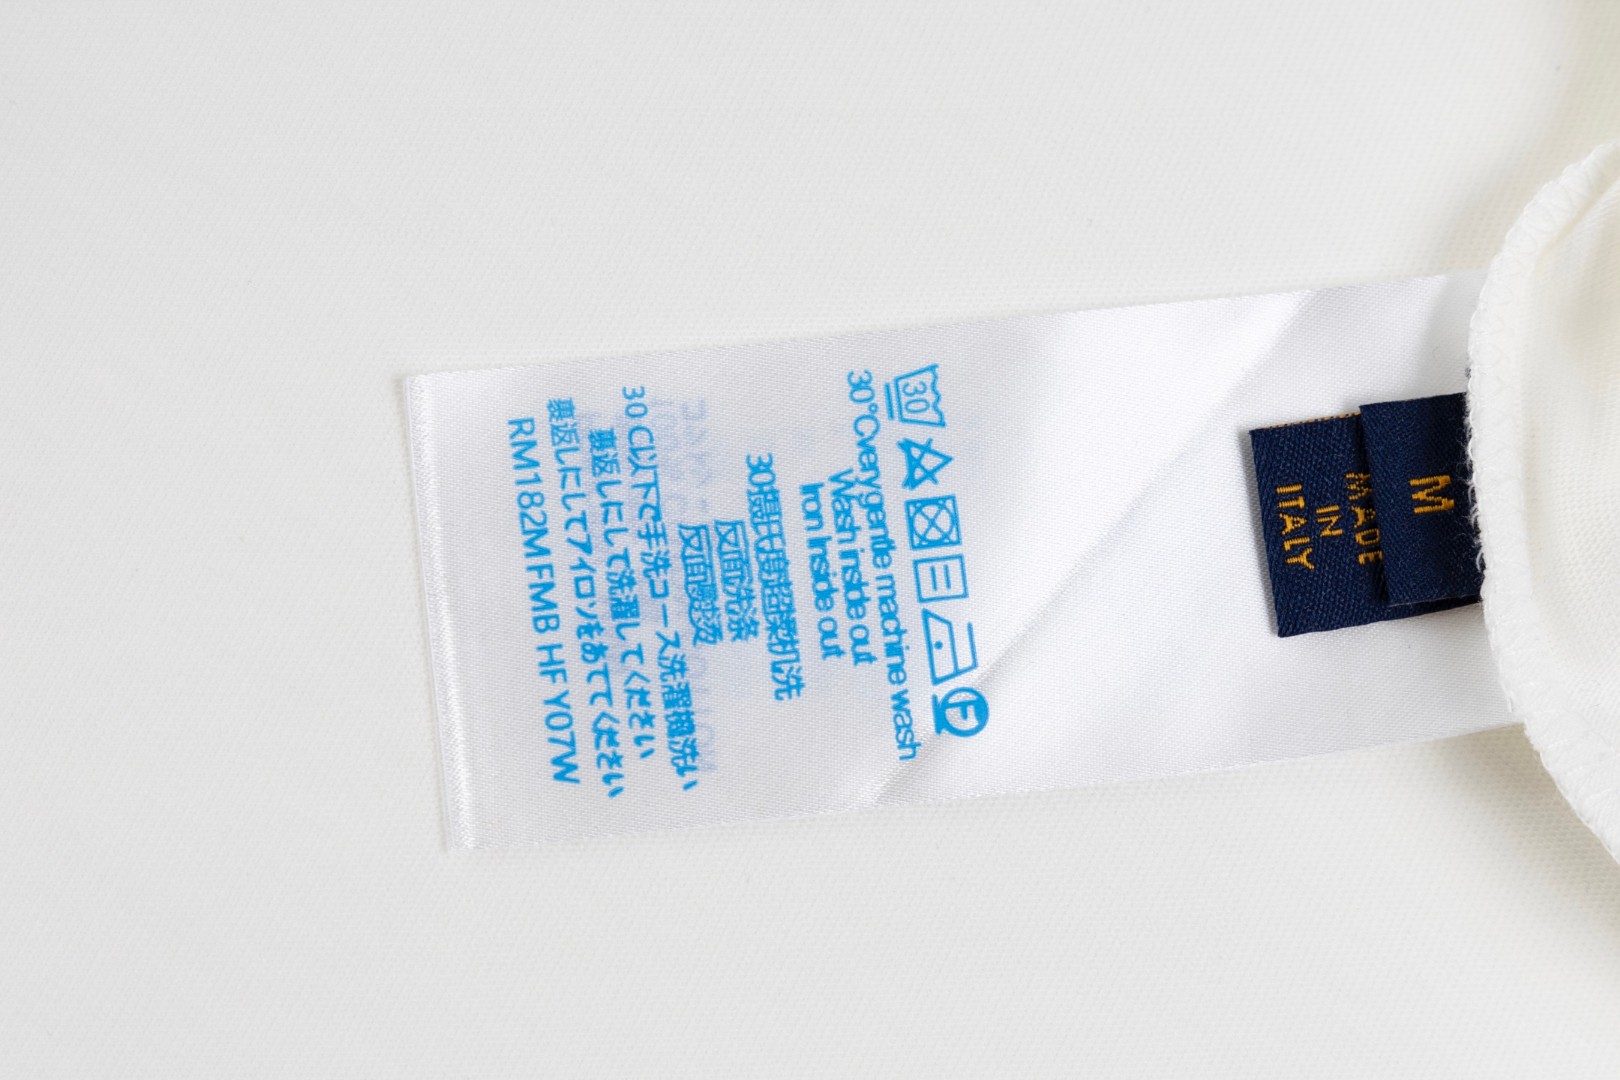 30
F
30°C very gentle machine wash
Wash inside out
Iron Inside out
30摄氏度超柔机洗
反面洗涤
反面熨烫
30 C以下で手洗コース洗濯機洗い
裏返しにして洗濯してください
裏返しにしてアイロンをあててください
RM182M FMB HF Y07W
M
MADE
IN
ITALY